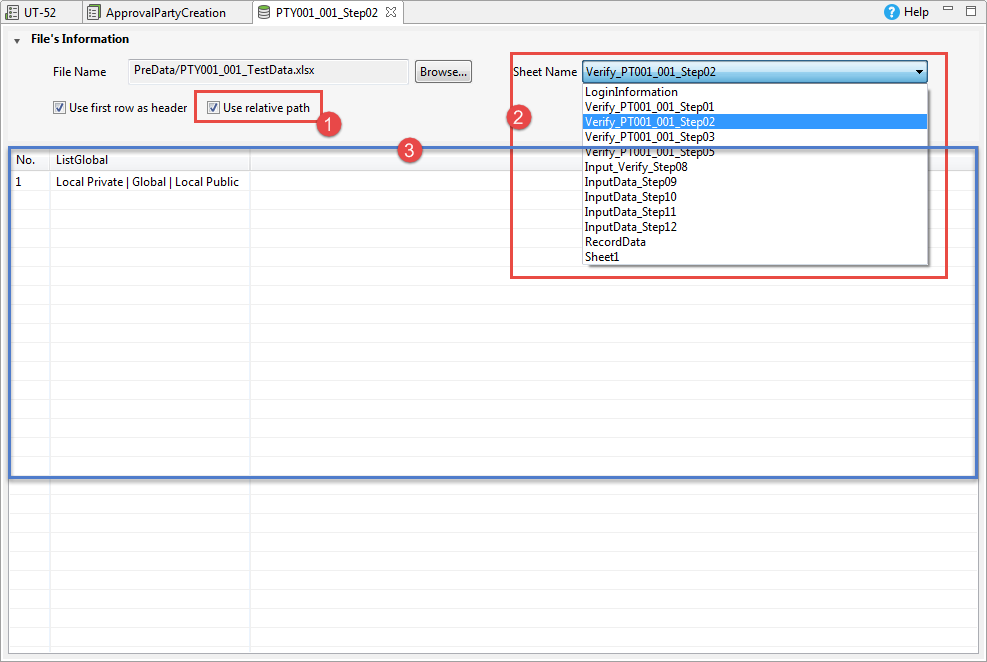 UT-52 ApprovalPartyCreation PTY001_001_Step02 Help
File's Information
File Name PreData/PTY001_001_TestData.xlsx Browse... Sheet Name Verify_PT001_001_Step02
Use first row as header Use relative path
1
2
3
LoginInformation
Verify_PT001_001_Step01
Verify_PT001_001_Step02
Verify_PT001_001_Step03
Verify_PT001_001_Step05
Input_Verify_Step08
InputData_Step09
InputData_Step10
InputData_Step11
InputData_Step12
RecordData
Sheet1
No. ListGlobal
1 Local Private | Global | Local Public